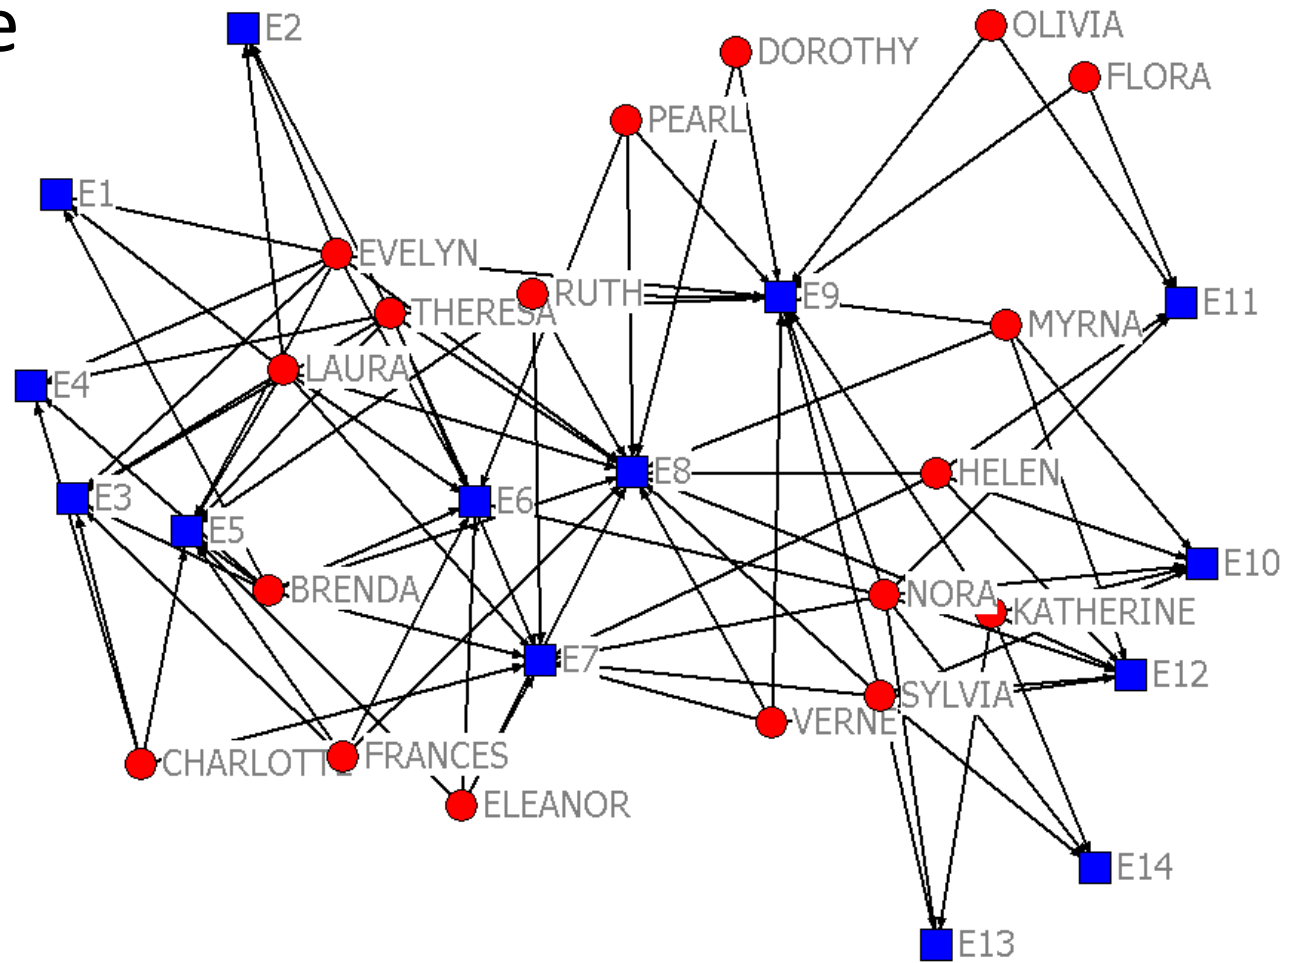 e
E2
OLIVIA
DOROTHY
FLORA
PEARL
E1
EVELYN
RUTH
E9
E11
THERESA
MYRNA
LAURA
E4
E8
HELEN
E3
E6
E5
E10
BRENDA
NORA
KATHERINE
E7
E12
SYLVIA
VERNE
FRANCES
CHARLOTTE
ELEANOR
E14
E13